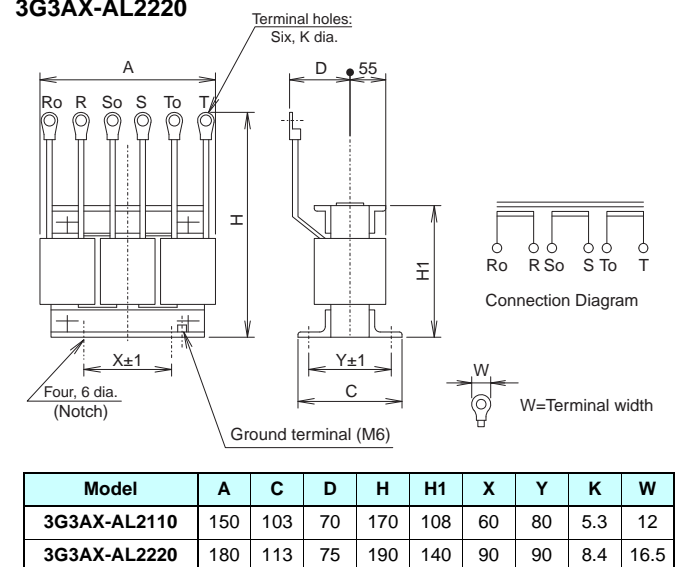 3G3AX-AL2220
Terminal holes:
Six, K dia.
A
D
55
Ro R So S To T
H
H1
Ro R So S To T
Connection Diagram
X±1
Y±1
C
W
W=Terminal width
Four, 6 dia.
(Notch)
Ground terminal (M6)
Model A C D H H1 X Y K W
3G3AX-AL2110 150 103 70 170 108 60 80 5.3 12
3G3AX-AL2220 180 113 75 190 140 90 90 8.4 16.5